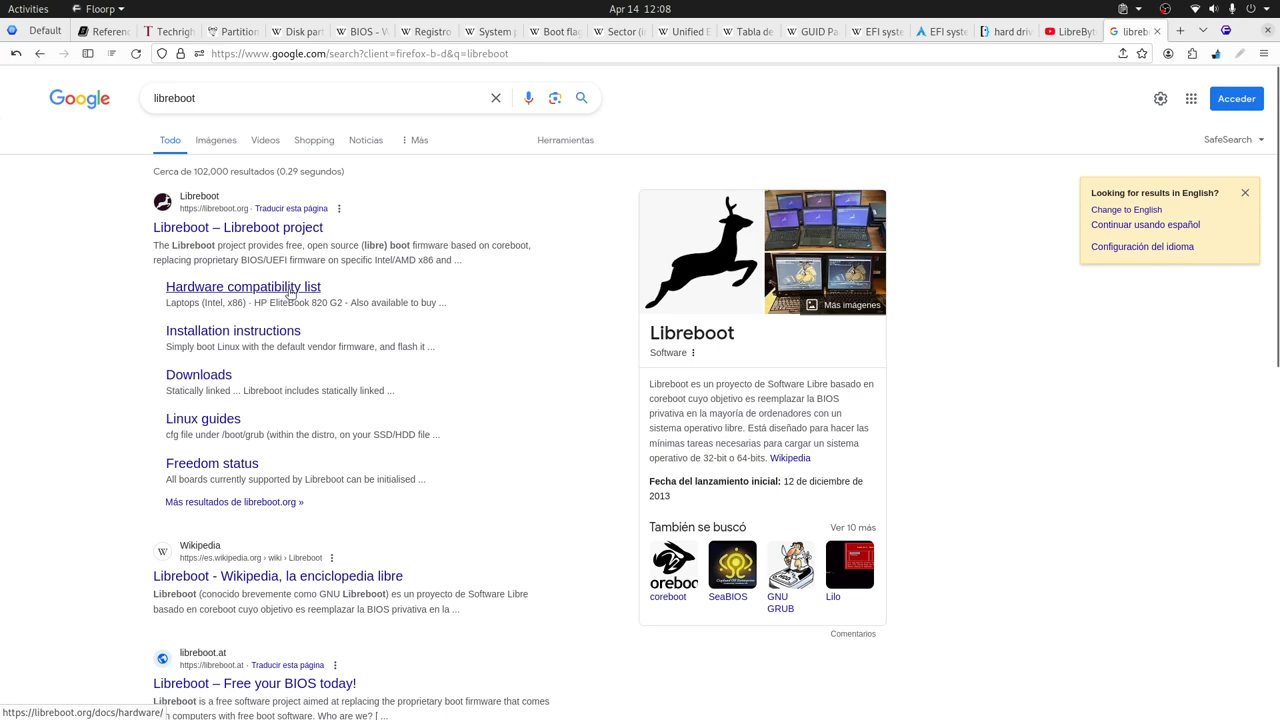 Floorp
Apr 14 12:08
Default
Referenc
Techrigh
Partition
Disk part
BIOS - W
Registro
System p
Boot flag
Sector (i
Unified E
Tabla de
GUID Pa
EFI syste
EFI syste
hard driv
LibreByt
libreb
https://www.google.com/search?client=firefox-b-d&q=libreboot
Google
libreboot
Acceder
Todo
Imágenes
Videos
Shopping
Noticias
Más
Herramientas
SafeSearch
Cerca de 102,000 resultados (0.29 segundos)
Libreboot
https://libreboot.org · Traducir esta página
Libreboot – Libreboot project
The Libreboot project provides free, open source (libre) boot firmware based on coreboot,
replacing proprietary BIOS/UEFI firmware on specific Intel/AMD x86 and ...
Hardware compatibility list
Laptops (Intel, x86) · HP EliteBook 820 G2 - Also available to buy ...
Installation instructions
Simply boot Linux with the default vendor firmware, and flash it ...
Downloads
Statically linked ... Libreboot includes statically linked ...
Linux guides
cfg file under /boot/grub (within the distro, on your SSD/HDD file ...
Freedom status
All boards currently supported by Libreboot can be initialised ...
Más resultados de libreboot.org »
Wikipedia
https://es.wikipedia.org › wiki › Libreboot
Libreboot - Wikipedia, la enciclopedia libre
Libreboot (conocido brevemente como GNU Libreboot) es un proyecto de Software Libre
basado en coreboot cuyo objetivo es reemplazar la BIOS privativa en la ...
librebot.at
https://libreboot.at · Traducir esta página
Libreboot – Free your BIOS today!
Libreboot is a free software project aimed at replacing the proprietary boot firmware that comes
h computers with free boot software. Who are we? [ ...
https://libreboot.org/docs/hardware/
Más imágenes
Libreboot
Software
Libreboot es un proyecto de Software Libre basado en
coreboot cuyo objetivo es reemplazar la BIOS
privativa en la mayoría de ordenadores con un
sistema operativo libre. Está diseñado para hacer las
mínimas tareas necesarias para cargar un sistema
operativo de 32-bit o 64-bits. Wikipedia
Fecha del lanzamiento inicial: 12 de diciembre de
2013
También se buscó
Ver 10 más
oreboo
coreboot
SeaBIOS
GNU
GRUB
Lilo
Comentarios
Looking for results in English?
Change to English
Continuar usando español
Configuración del idioma